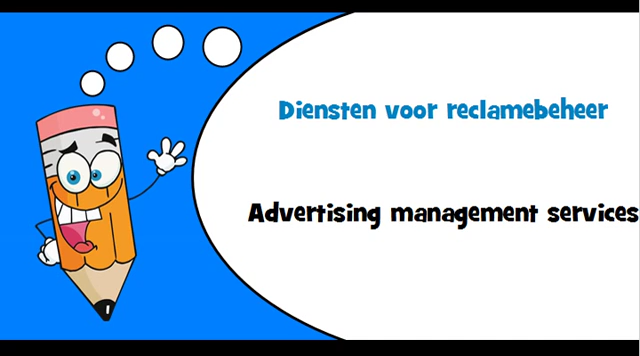 Diensten voor reclamebeheer
Advertising management services